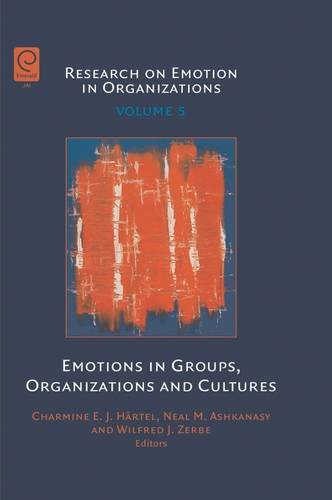 Emerald
Research on Emotion
in Organizations
Volume 5
Emotions in Groups,
Organizations and Cultures
Charmine E. J. Härtel, Neal M. Ashkanasy
and Wilfred J. Zerbe
Editors